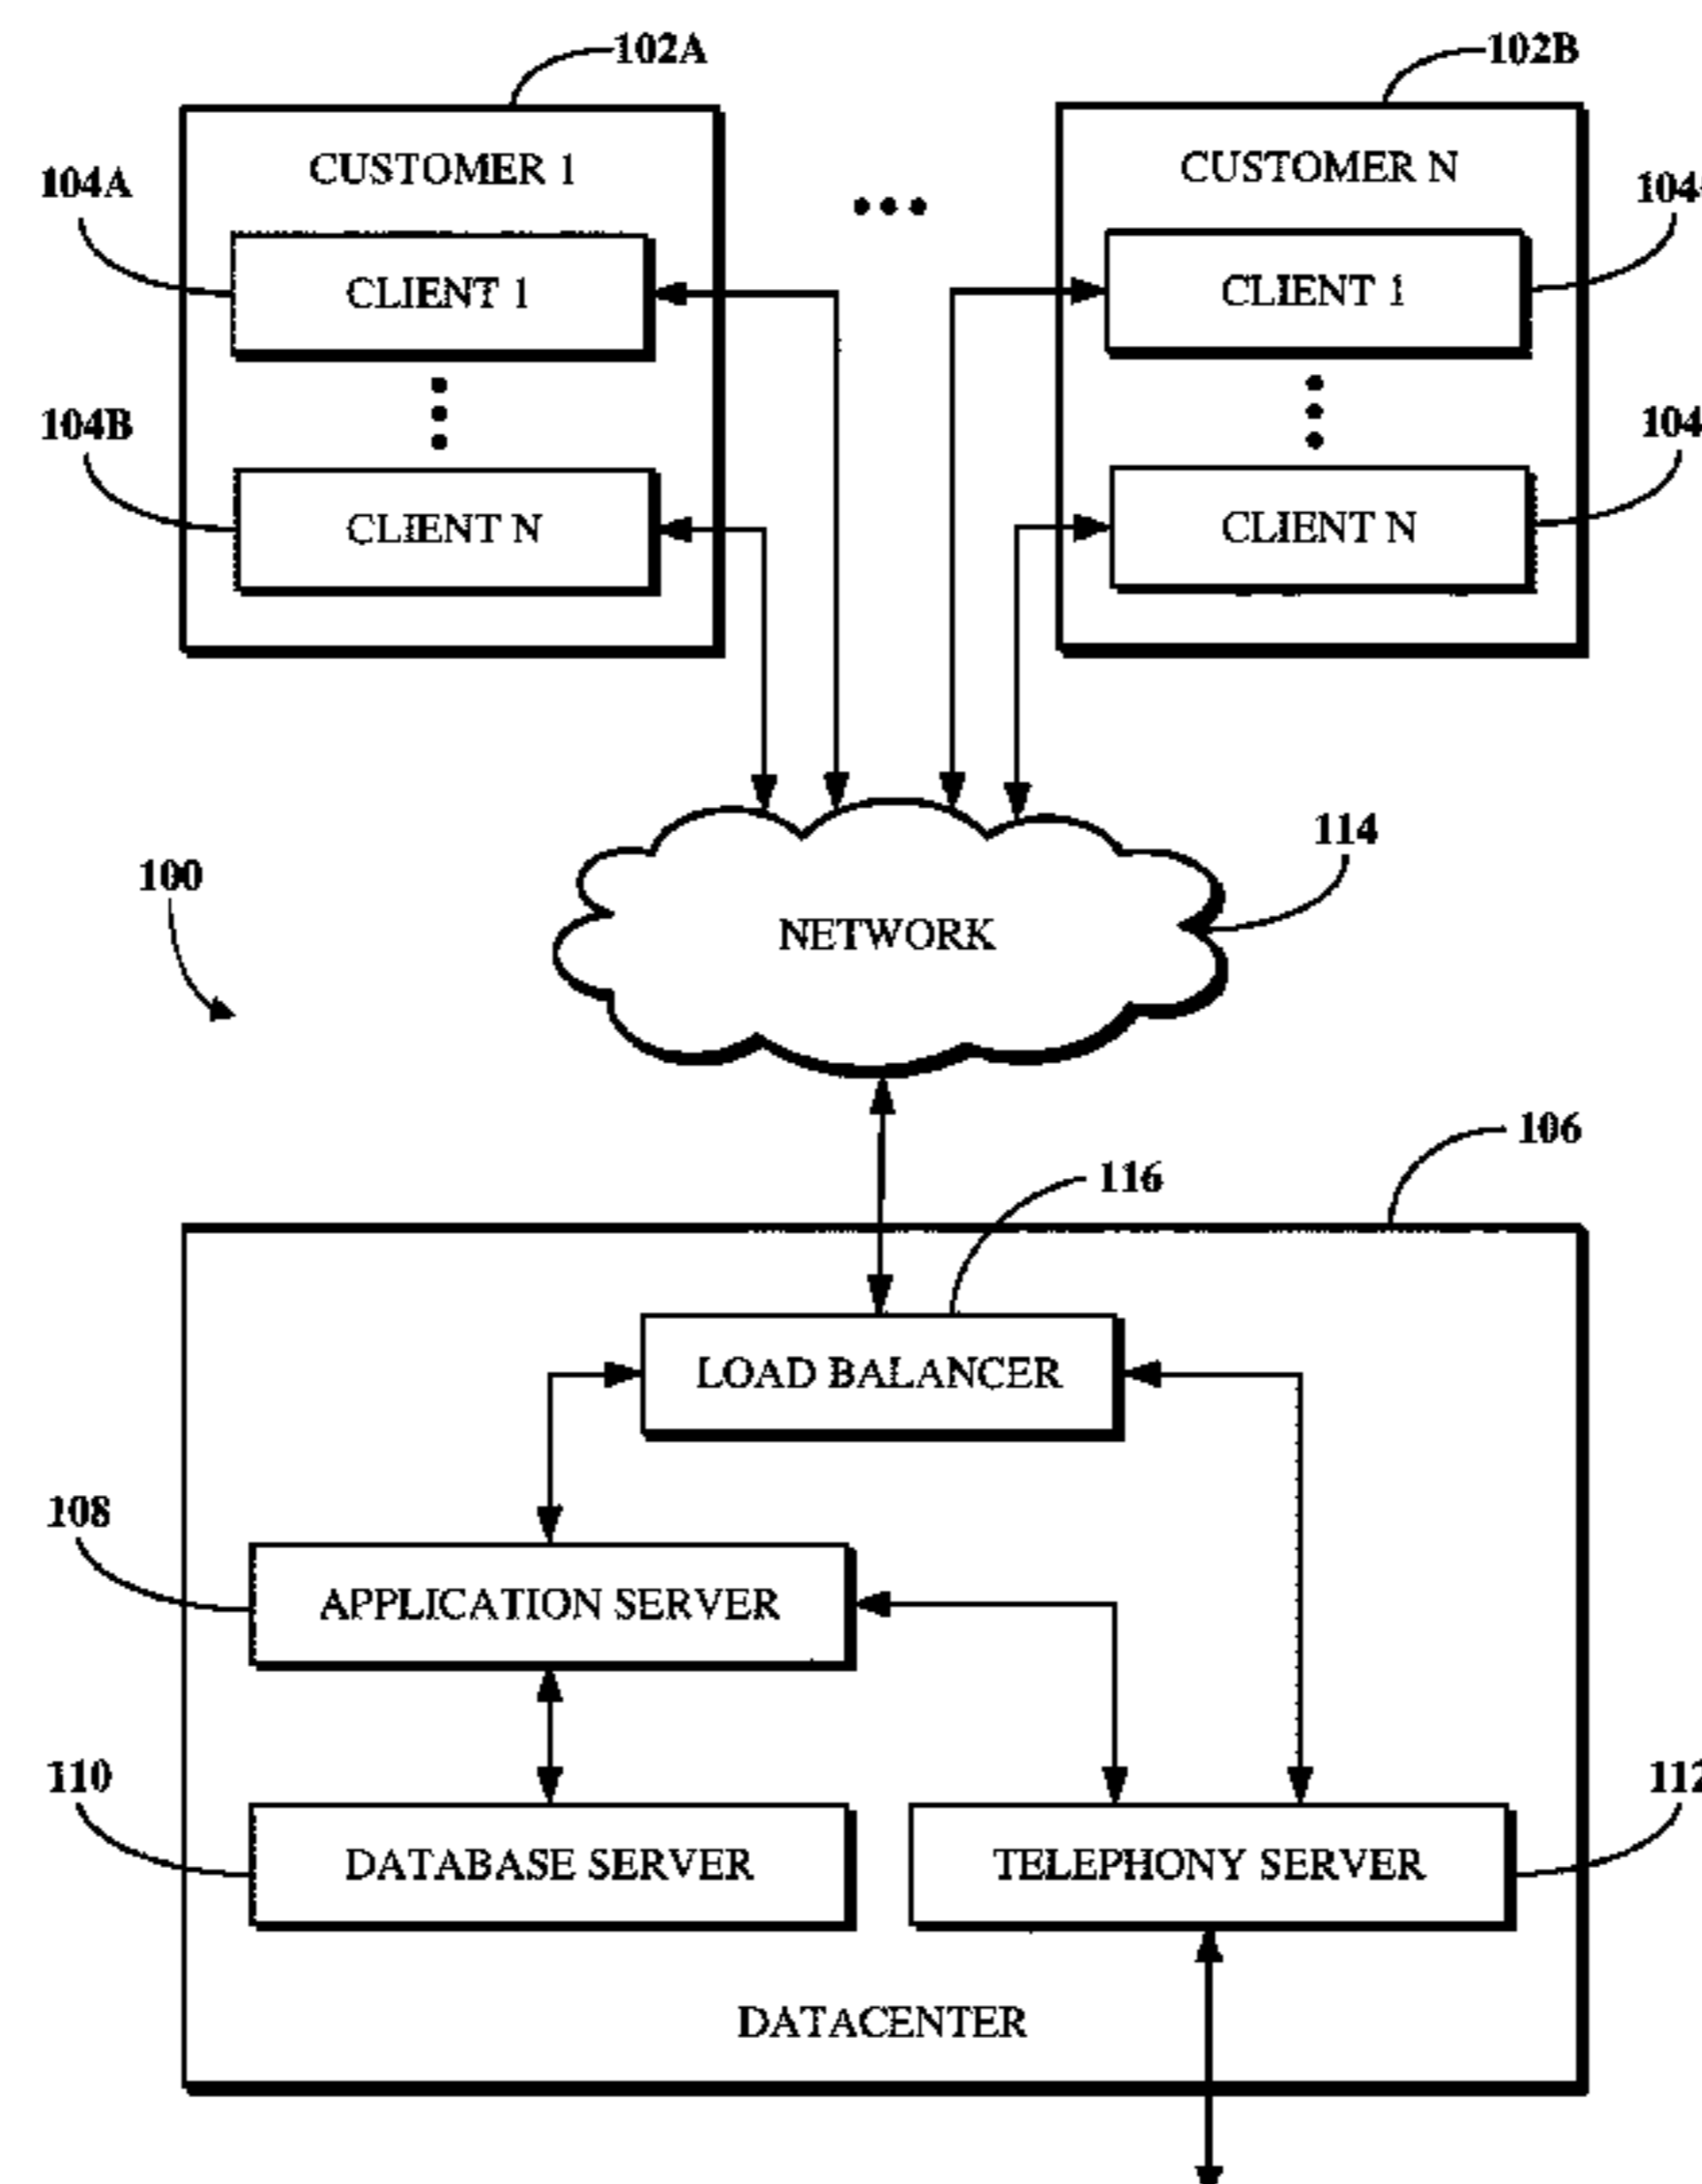 102A
102B
CUSTOMER 1
CUSTOMER N
104A
CLIENT 1
CLIENT 1
104B
CLIENT N
CLIENT N
114
100
NETWORK
106
116
LOAD BALANCER
108
APPLICATION SERVER
110
DATABASE SERVER
TELEPHONY SERVER
112
DATACENTER